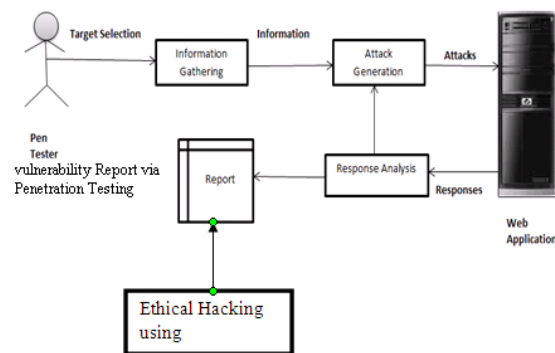 Target Selection
Information
Gathering
Information
Attack
Generation
Attacks
Pen
Tester
vulnerability Report via
Penetration Testing
Report
Response Analysis
Responses
Web
Application
Ethical Hacking
using